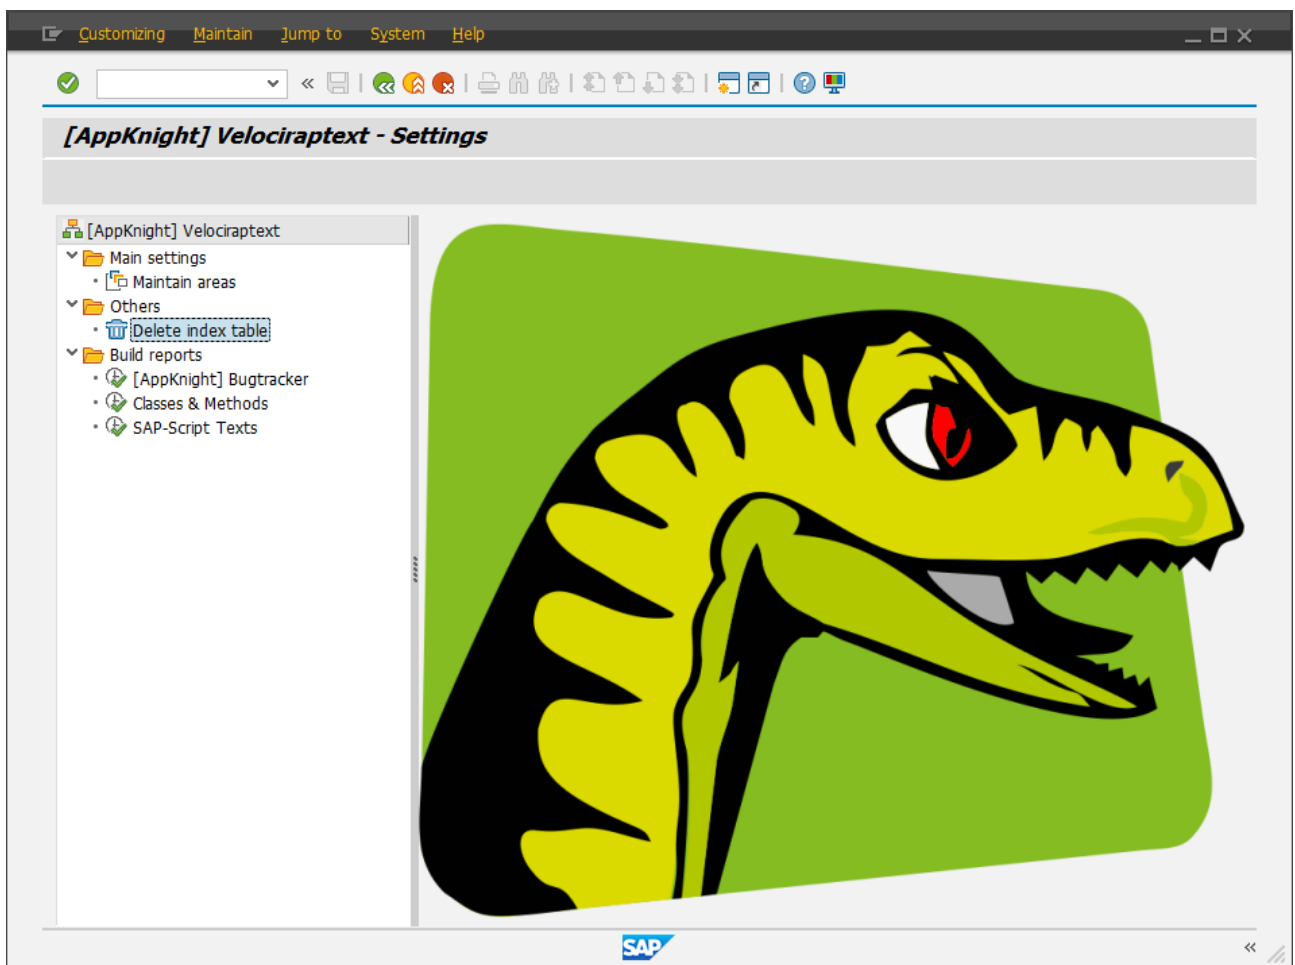 Customizing Maintain Jump to System Help
[AppKnight] Velociraptext - Settings
[AppKnight] Velociraptext
Main settings
Maintain areas
Others
Delete index table
Build reports
[AppKnight] Bugtracker
Classes & Methods
SAP-Script Texts
SAP